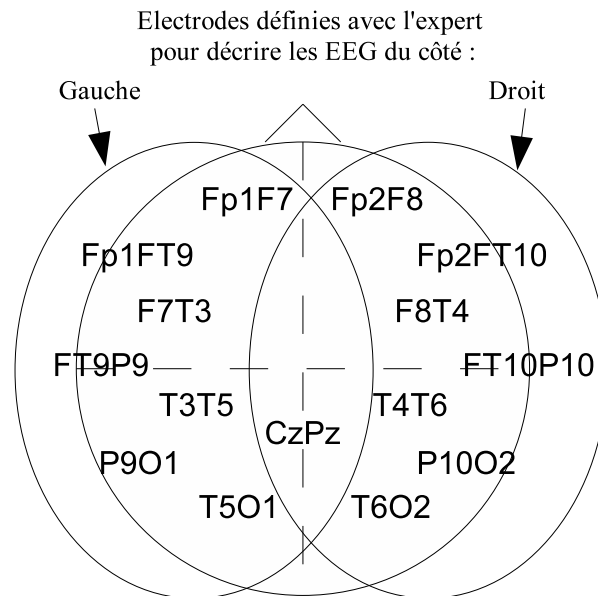 Electrodes définies avec l'expert
pour décrire les EEG du côté :
Gauche Droit
Fp1F7 Fp2F8
Fp1FT9 Fp2FT10
F7T3 F8T4
FT9P9 FT10P10
T3T5 T4T6
CzPz
P9O1 P10O2
T5O1 T6O2